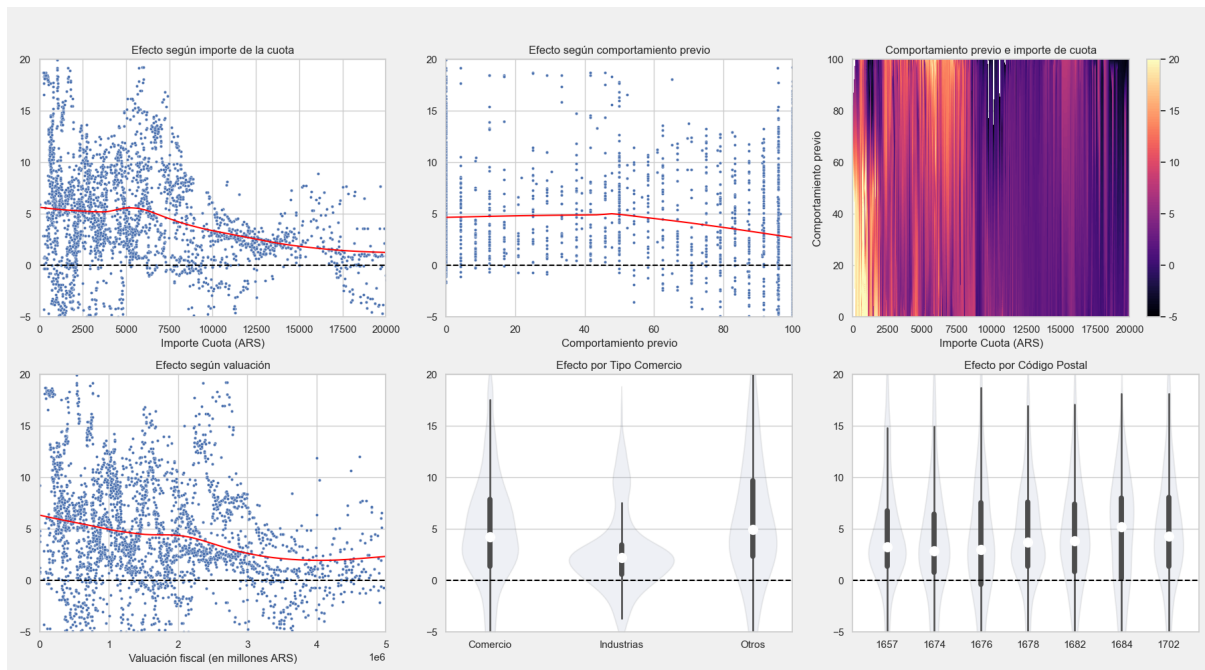 Efecto según importe de la cuota
20
15
10
5
0
−5
0 2500 5000 7500 10000 12500 15000 17500 20000
Importe Cuota (ARS)
Efecto según comportamiento previo
20
15
10
5
0
−5
0 20 40 60 80 100
Comportamiento previo
Comportamiento previo e importe de cuota
Comportamiento previo
100
80
60
40
20
0
0 2500 5000 7500 10000 12500 15000 17500 20000
Importe Cuota (ARS)
20
15
10
5
0
-5
Efecto según valuación
20
15
10
5
0
−5
0 1 2 3 4 5
1e6
Valuación fiscal (en millones ARS)
Efecto por Tipo Comercio
20
15
10
5
0
−5
Comercio Industrias Otros
Efecto por Código Postal
20
15
10
5
0
−5
1657 1674 1676 1678 1682 1684 1702